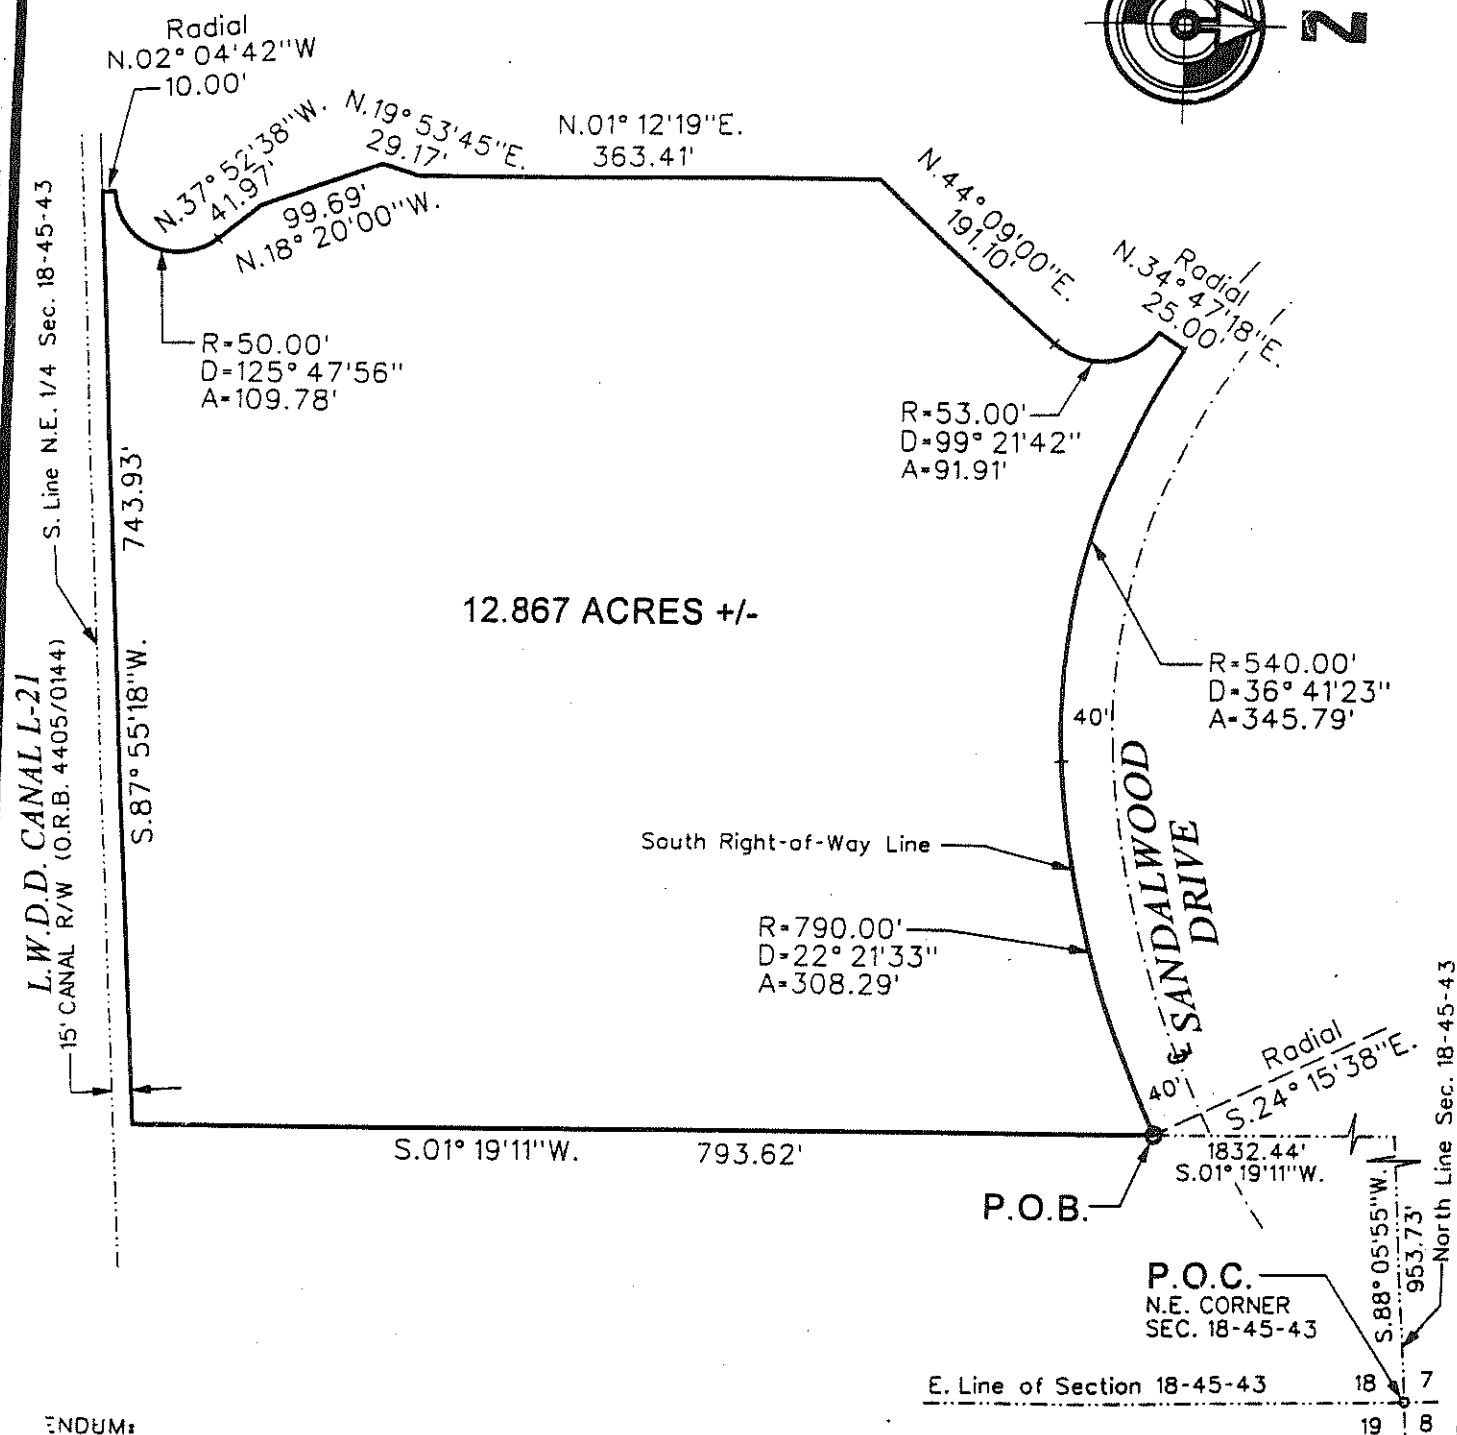 Radial
N.02° 04'42"W
10.00'
N
N.37° 52'38"W.
41.97'
N.19° 53'45"E.
29.17'
N.01° 12'19"E.
363.41'
99.69'
N.18° 20'00"W.
N.44° 09'00"E.
191.10'
Radial
N.34° 47'18"E.
25.00'
R=50.00'
D=125° 47'56"
A=109.78'
R=53.00'
D=99° 21'42"
A=91.91'
S. Line N.E. 1/4 Sec. 18-45-43
743.93'
S.87° 55'18"W.
L.W.D.D. CANAL L-21
15' CANAL R/W (O.R.B. 4405/0144)
12.867 ACRES +/-
R=540.00'
D=36° 41'23"
A=345.79'
40'
South Right-of-Way Line
SANDALWOOD
DRIVE
R=790.00'
D=22° 21'33"
A=308.29'
40'
Radial
S.24° 15'38"E.
S.01° 19'11"W. 793.62'
1832.44'
S.01° 19'11"W.
P.O.B.
S.88° 05'55"W.
953.73'
North Line Sec. 18-45-43
P.O.C.
N.E. CORNER
SEC. 18-45-43
E. Line of Section 18-45-43
18 7
19 8
ENDUM: